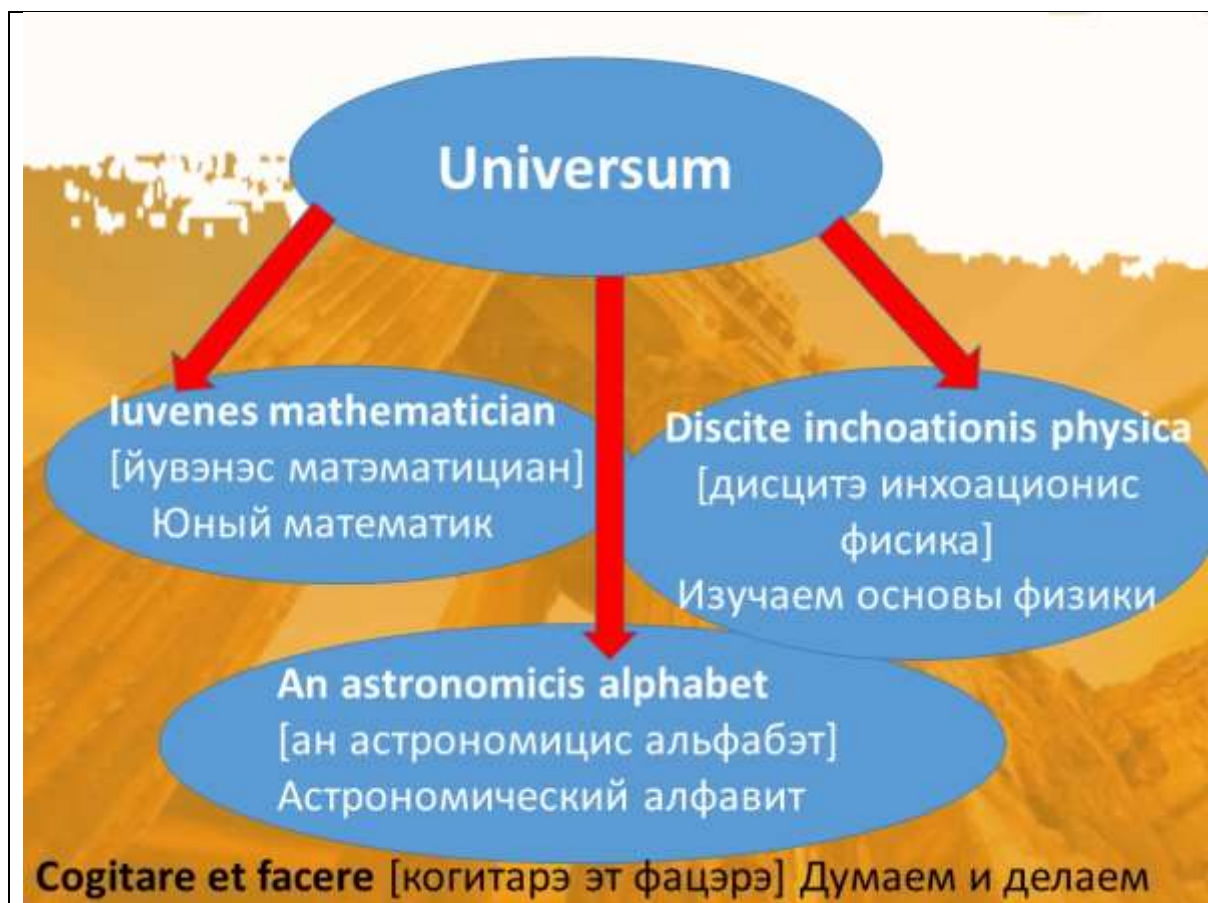 Universum
Iuvenes mathematician
[йувэнэс матэматициан]
Юный математик
Discite inchoationis physica
[дисцитэ инхоационис
фисика]
Изучаем основы физики
An astronomicis alphabet
[ан астрономицис альфабэт]
Астрономический алфавит
Cogitare et facere [когитарэ эт фацэрэ] Думаем и делаем